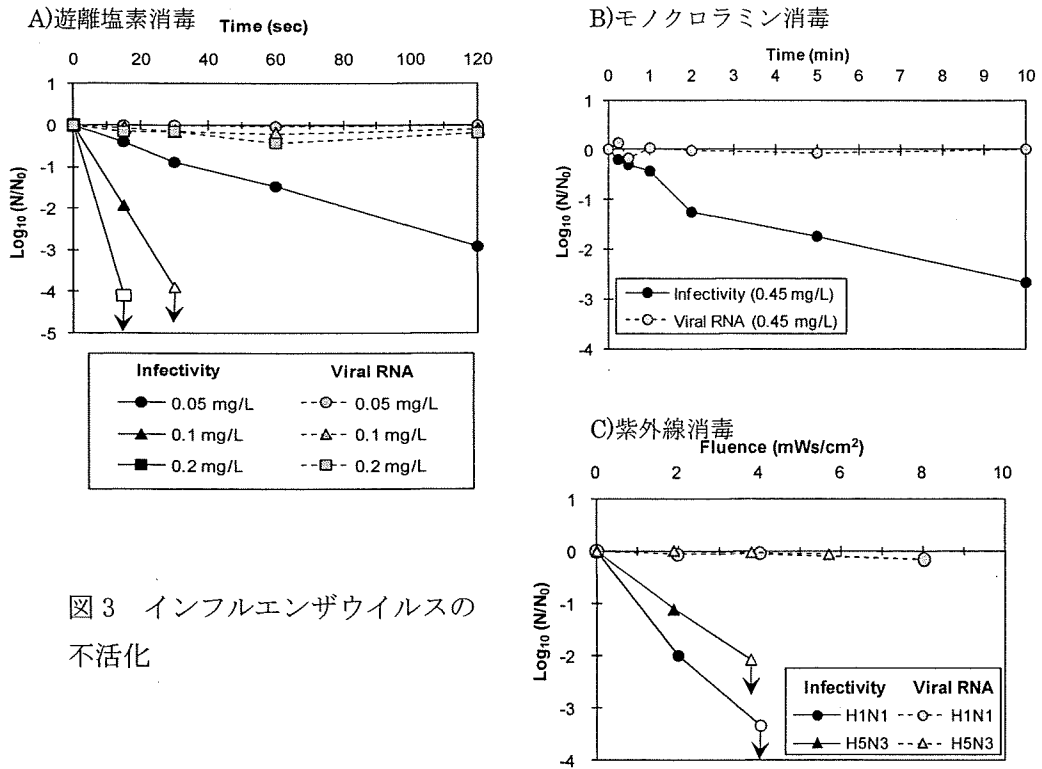 A)遊離塩素消毒
Time (sec)
0 20 40 60 80 100 120
1
0
-1
-2
-3
-4
-5
Log₁₀ (N/N₀)
Infectivity Viral RNA
0.05 mg/L 0.05 mg/L
0.1 mg/L 0.1 mg/L
0.2 mg/L 0.2 mg/L
B)モノクロラミン消毒
Time (min)
0 1 2 3 4 5 6 7 8 9 10
1
0
-1
-2
-3
-4
Log₁₀ (N/N₀)
Infectivity (0.45 mg/L)
Viral RNA (0.45 mg/L)
C)紫外線消毒
Fluence (mWs/cm²)
0 2 4 6 8 10
1
0
-1
-2
-3
-4
Log₁₀ (N/N₀)
Infectivity Viral RNA
H1N1 H1N1
H5N3 H5N3
図 3 インフルエンザウイルスの
不活化